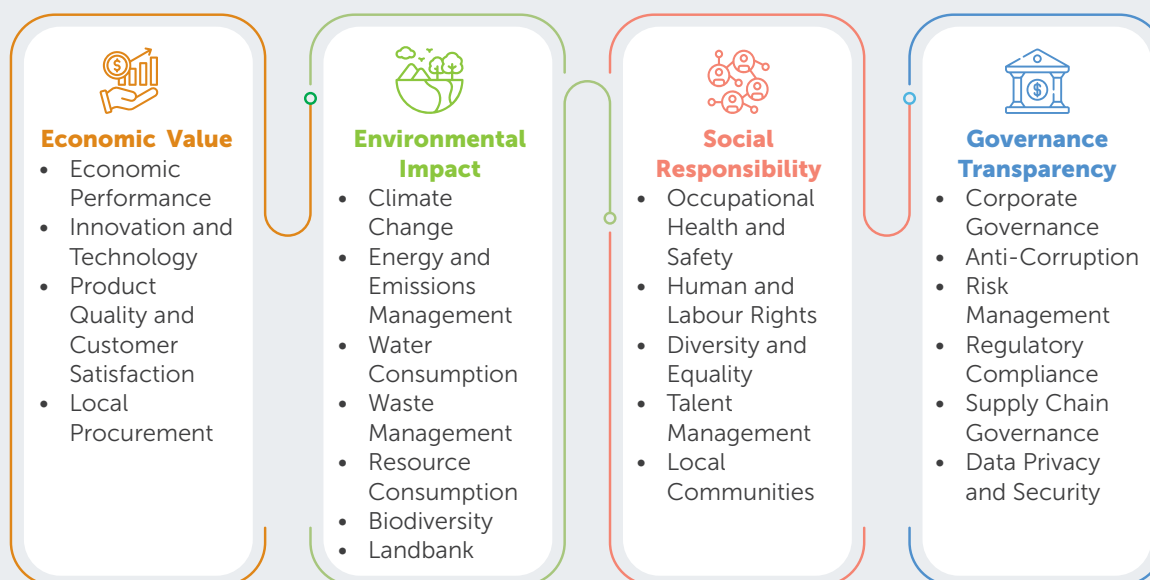 Economic Value
• Economic
Performance
• Innovation and
Technology
• Product
Quality and
Customer
Satisfaction
• Local
Procurement
Environmental
Impact
• Climate
Change
• Energy and
Emissions
Management
• Water
Consumption
• Waste
Management
• Resource
Consumption
• Biodiversity
• Landbank
Social
Responsibility
• Occupational
Health and
Safety
• Human and
Labour Rights
• Diversity and
Equality
• Talent
Management
• Local
Communities
Governance
Transparency
• Corporate
Governance
• Anti-Corruption
• Risk
Management
• Regulatory
Compliance
• Supply Chain
Governance
• Data Privacy
and Security